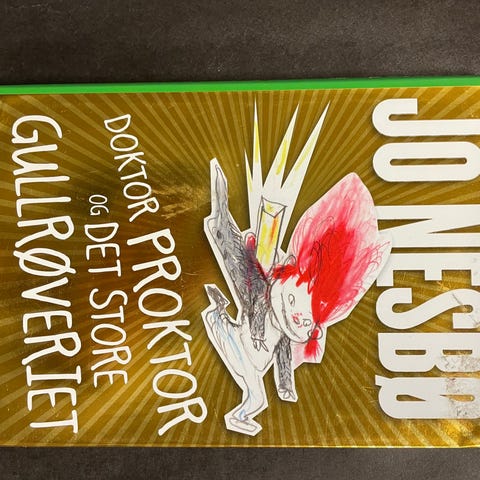 JO NESBØ
DOKTOR PROKTOR
OG DET STORE
GULLRØVERIET